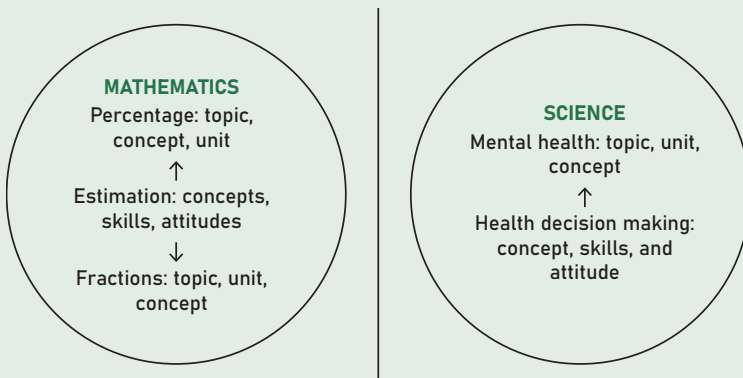 MATHEMATICS
Percentage: topic,
concept, unit
↑
Estimation: concepts,
skills, attitudes
↓
Fractions: topic, unit,
concept
SCIENCE
Mental health: topic, unit,
concept
↑
Health decision making:
concept, skills, and
attitude